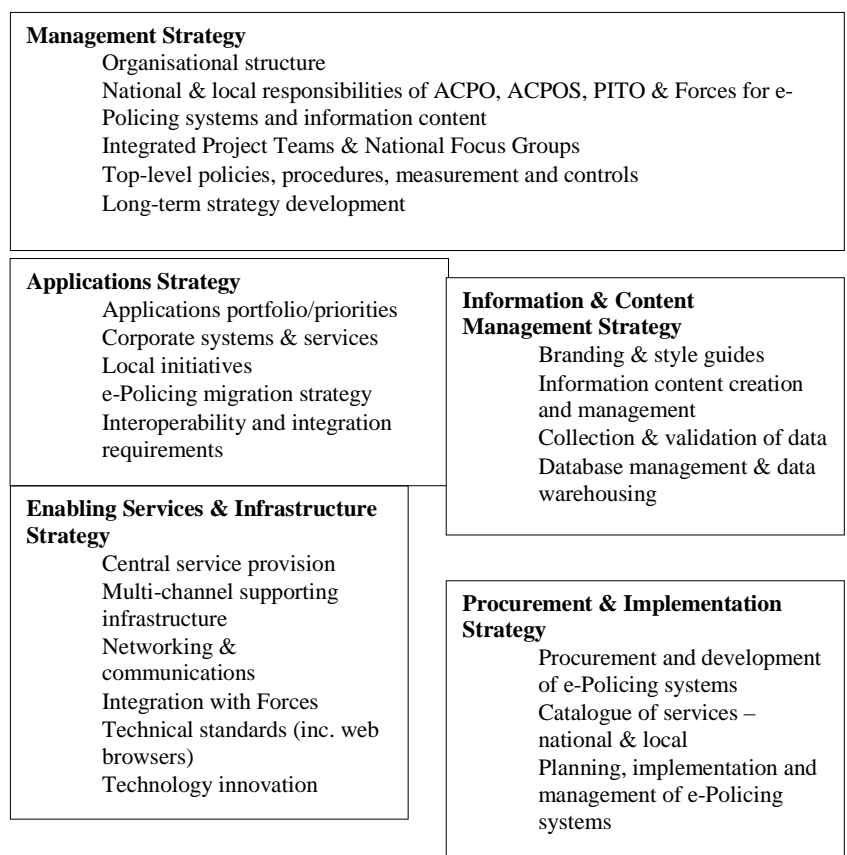 Management Strategy
Organisational structure
National & local responsibilities of ACPO, ACPOS, PITO & Forces for e-
Policing systems and information content
Integrated Project Teams & National Focus Groups
Top-level policies, procedures, measurement and controls
Long-term strategy development
Applications Strategy
Applications portfolio/priorities
Corporate systems & services
Local initiatives
e-Policing migration strategy
Interoperability and integration
requirements
Information & Content
Management Strategy
Branding & style guides
Information content creation
and management
Collection & validation of data
Database management & data
warehousing
Enabling Services & Infrastructure
Strategy
Central service provision
Multi-channel supporting
infrastructure
Networking &
communications
Integration with Forces
Technical standards (inc. web
browsers)
Technology innovation
Procurement & Implementation
Strategy
Procurement and development
of e-Policing systems
Catalogue of services –
national & local
Planning, implementation and
management of e-Policing
systems